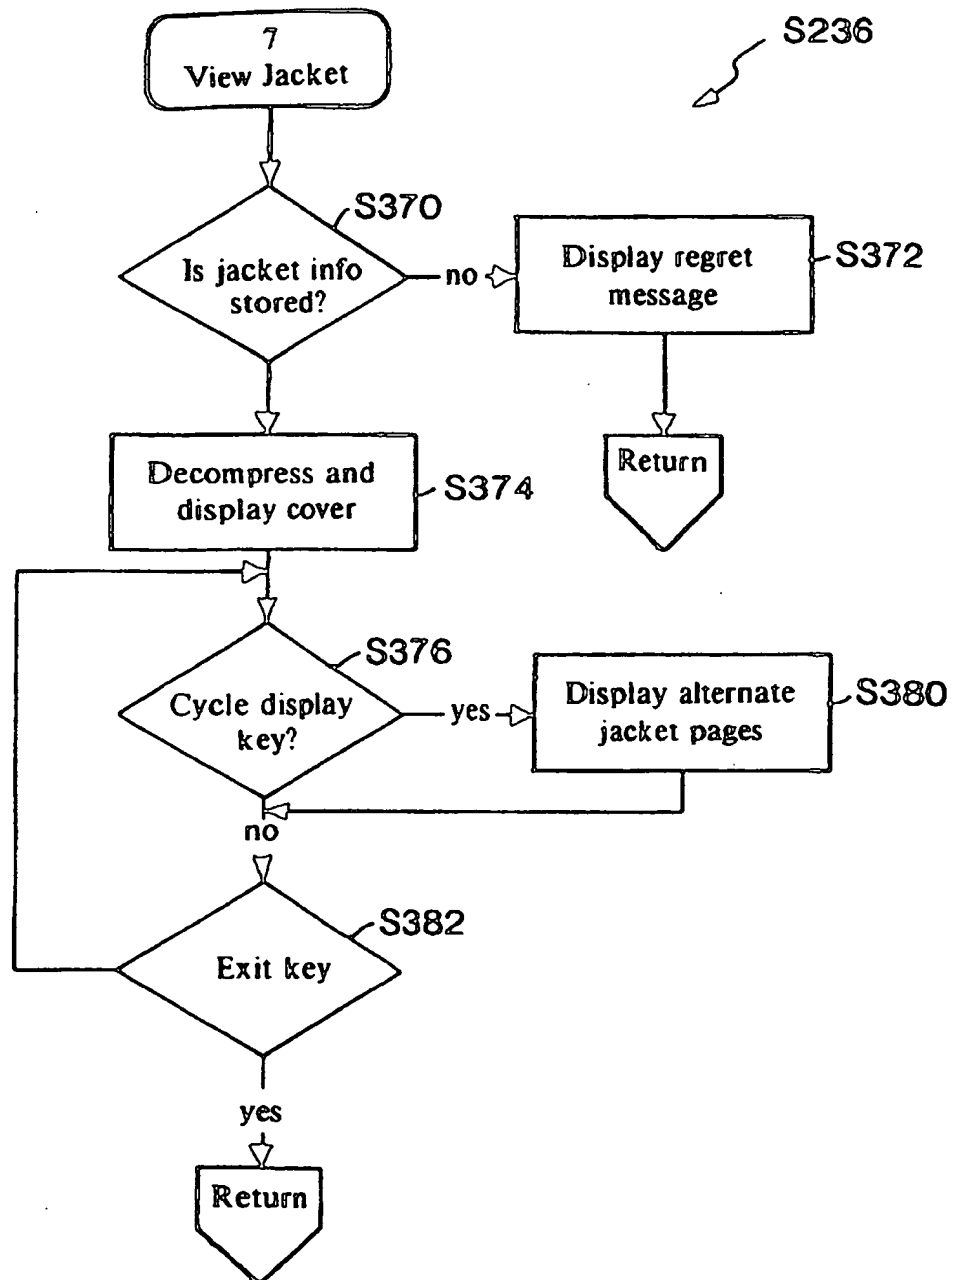 S236
7
View Jacket
S370
Is jacket info
stored?
no
Display regret
message
S372
Return
Decompress and
display cover
S374
S376
Cycle display
key?
yes
Display alternate
jacket pages
S380
no
S382
Exit key
yes
Return